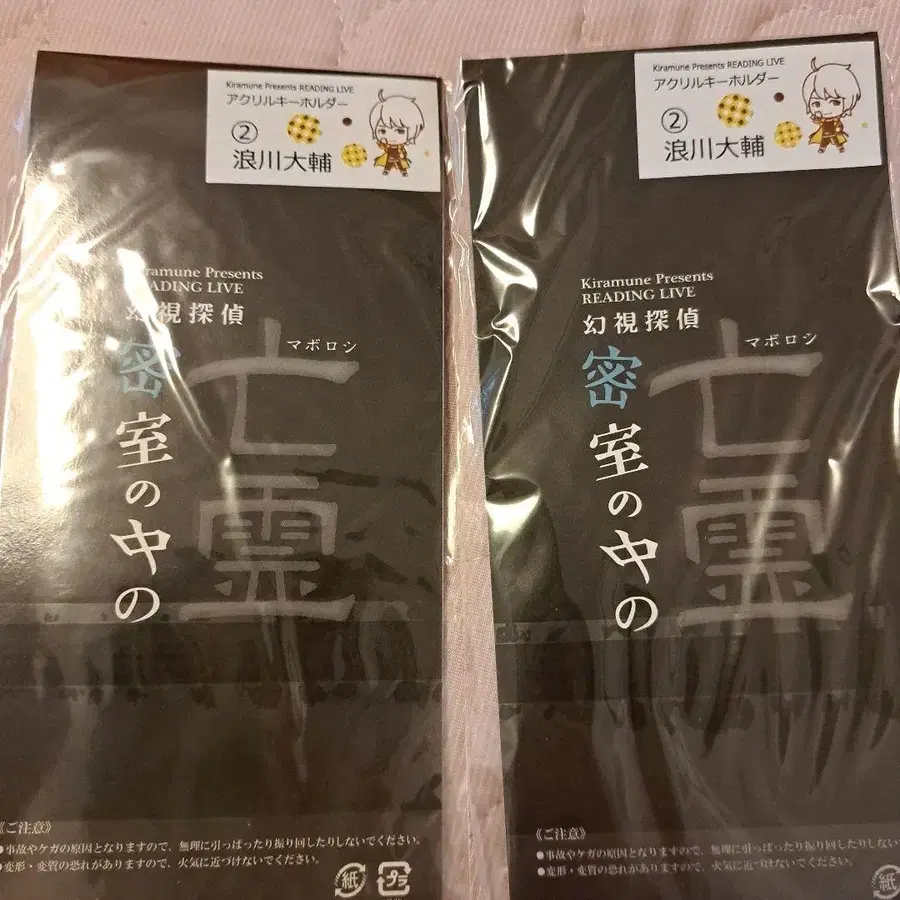 Kiramune Presents READING LIVE
アクリルキーホルダー
②
浪川大輔
Kiramune Presents
READING LIVE
幻視探偵
密室の中の
亡霊
マボロシ
《ご注意》
●事故やケガの原因となりますので、無理に引っぱったり振り回したりしないでください。
●変形・変質の恐れがありますので、火気に近づけないでください。
紙
プラ
Kiramune Presents READING LIVE
アクリルキーホルダー
②
浪川大輔
Kiramune Presents
READING LIVE
幻視探偵
密室の中の
亡霊
マボロシ
《ご注意》
●事故やケガの原因となりますので、無理に引っぱったり振り回したりしないでくださ
●変形・変質の恐れがありますので、火気に近づけないでください。
紙